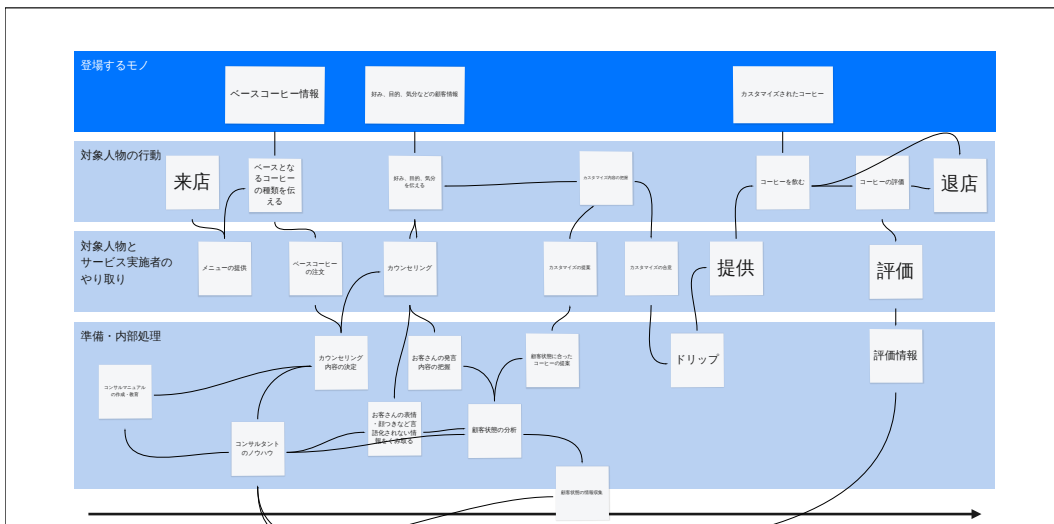 登場するモノ
ベースコーヒー情報
好み、目的、気分などの顧客情報
カスタマイズされたコーヒー
対象人物の行動
来店
ベースとな
るコーヒー
の種類を伝
える
好み、目的、気分
を伝える
カスタマイズ内容の把握
コーヒーを飲む
コーヒーの評価
退店
対象人物と
サービス実施者の
やり取り
メニューの提供
ベースコーヒー
の注文
カウンセリング
カスタマイズの提案
カスタマイズの合意
提供
評価
準備・内部処理
カウンセリング
内容の決定
お客さんの発言
内容の把握
顧客状態に合った
コーヒーの提案
ドリップ
評価情報
コンサルマニュアル
の作成・教育
お客さんの表情
・顔つきなど言
語化されない情
報をくみ取る
顧客状態の分析
コンサルタント
のノウハウ
顧客状態の情報収集